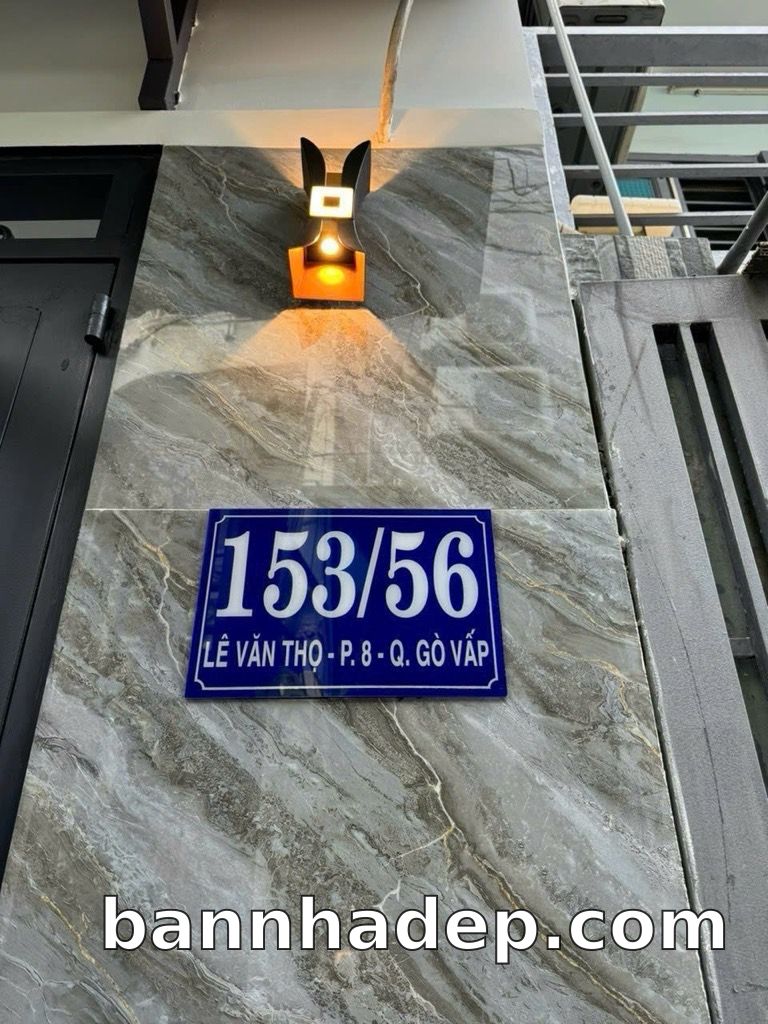 153/56
LÊ VĂN THỌ - P. 8 - Q. GÒ VẤP
bannhadep.com